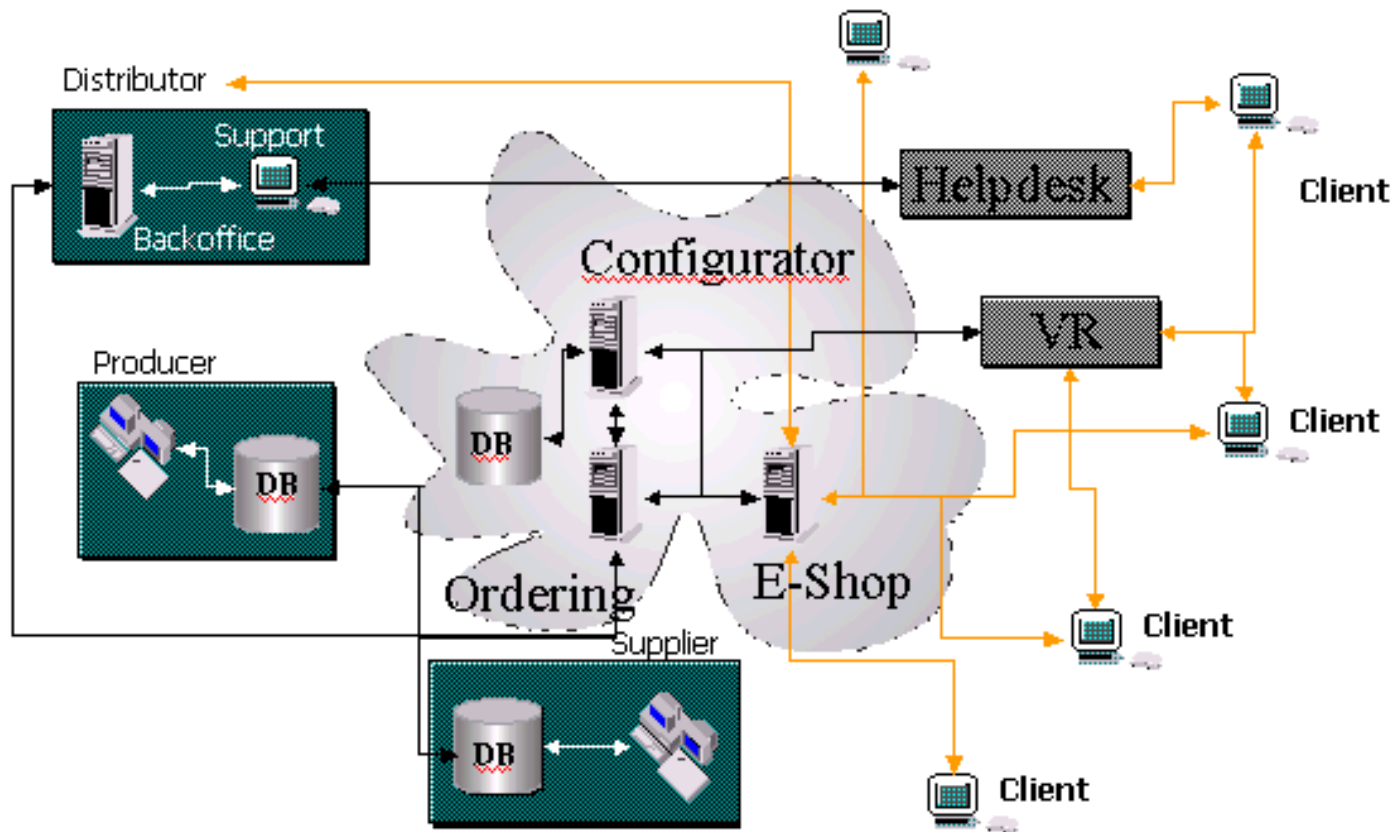 Distributor
Support
Backoffice
Helpdesk
Client
Configurator
VR
Producer
DB
DB
Client
Ordering
E-Shop
Supplier
Client
DB
Client